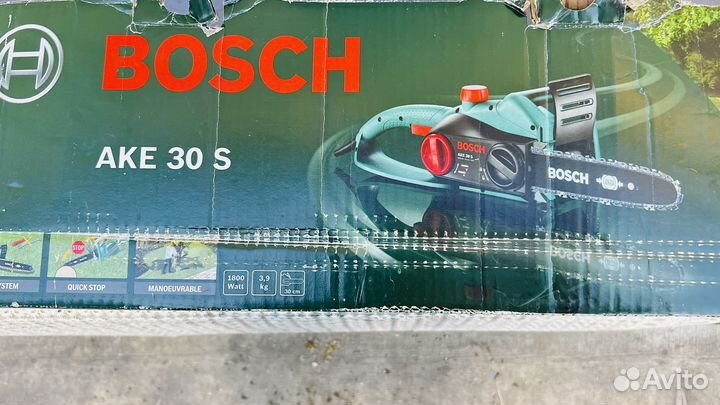 BOSCH
AKE 30 S
BOSCH
AKE 30 S
BOSCH
STOP
QUICK STOP
MANOEUVRABLE
1800
Watt
3,9
kg
30 cm
Avito